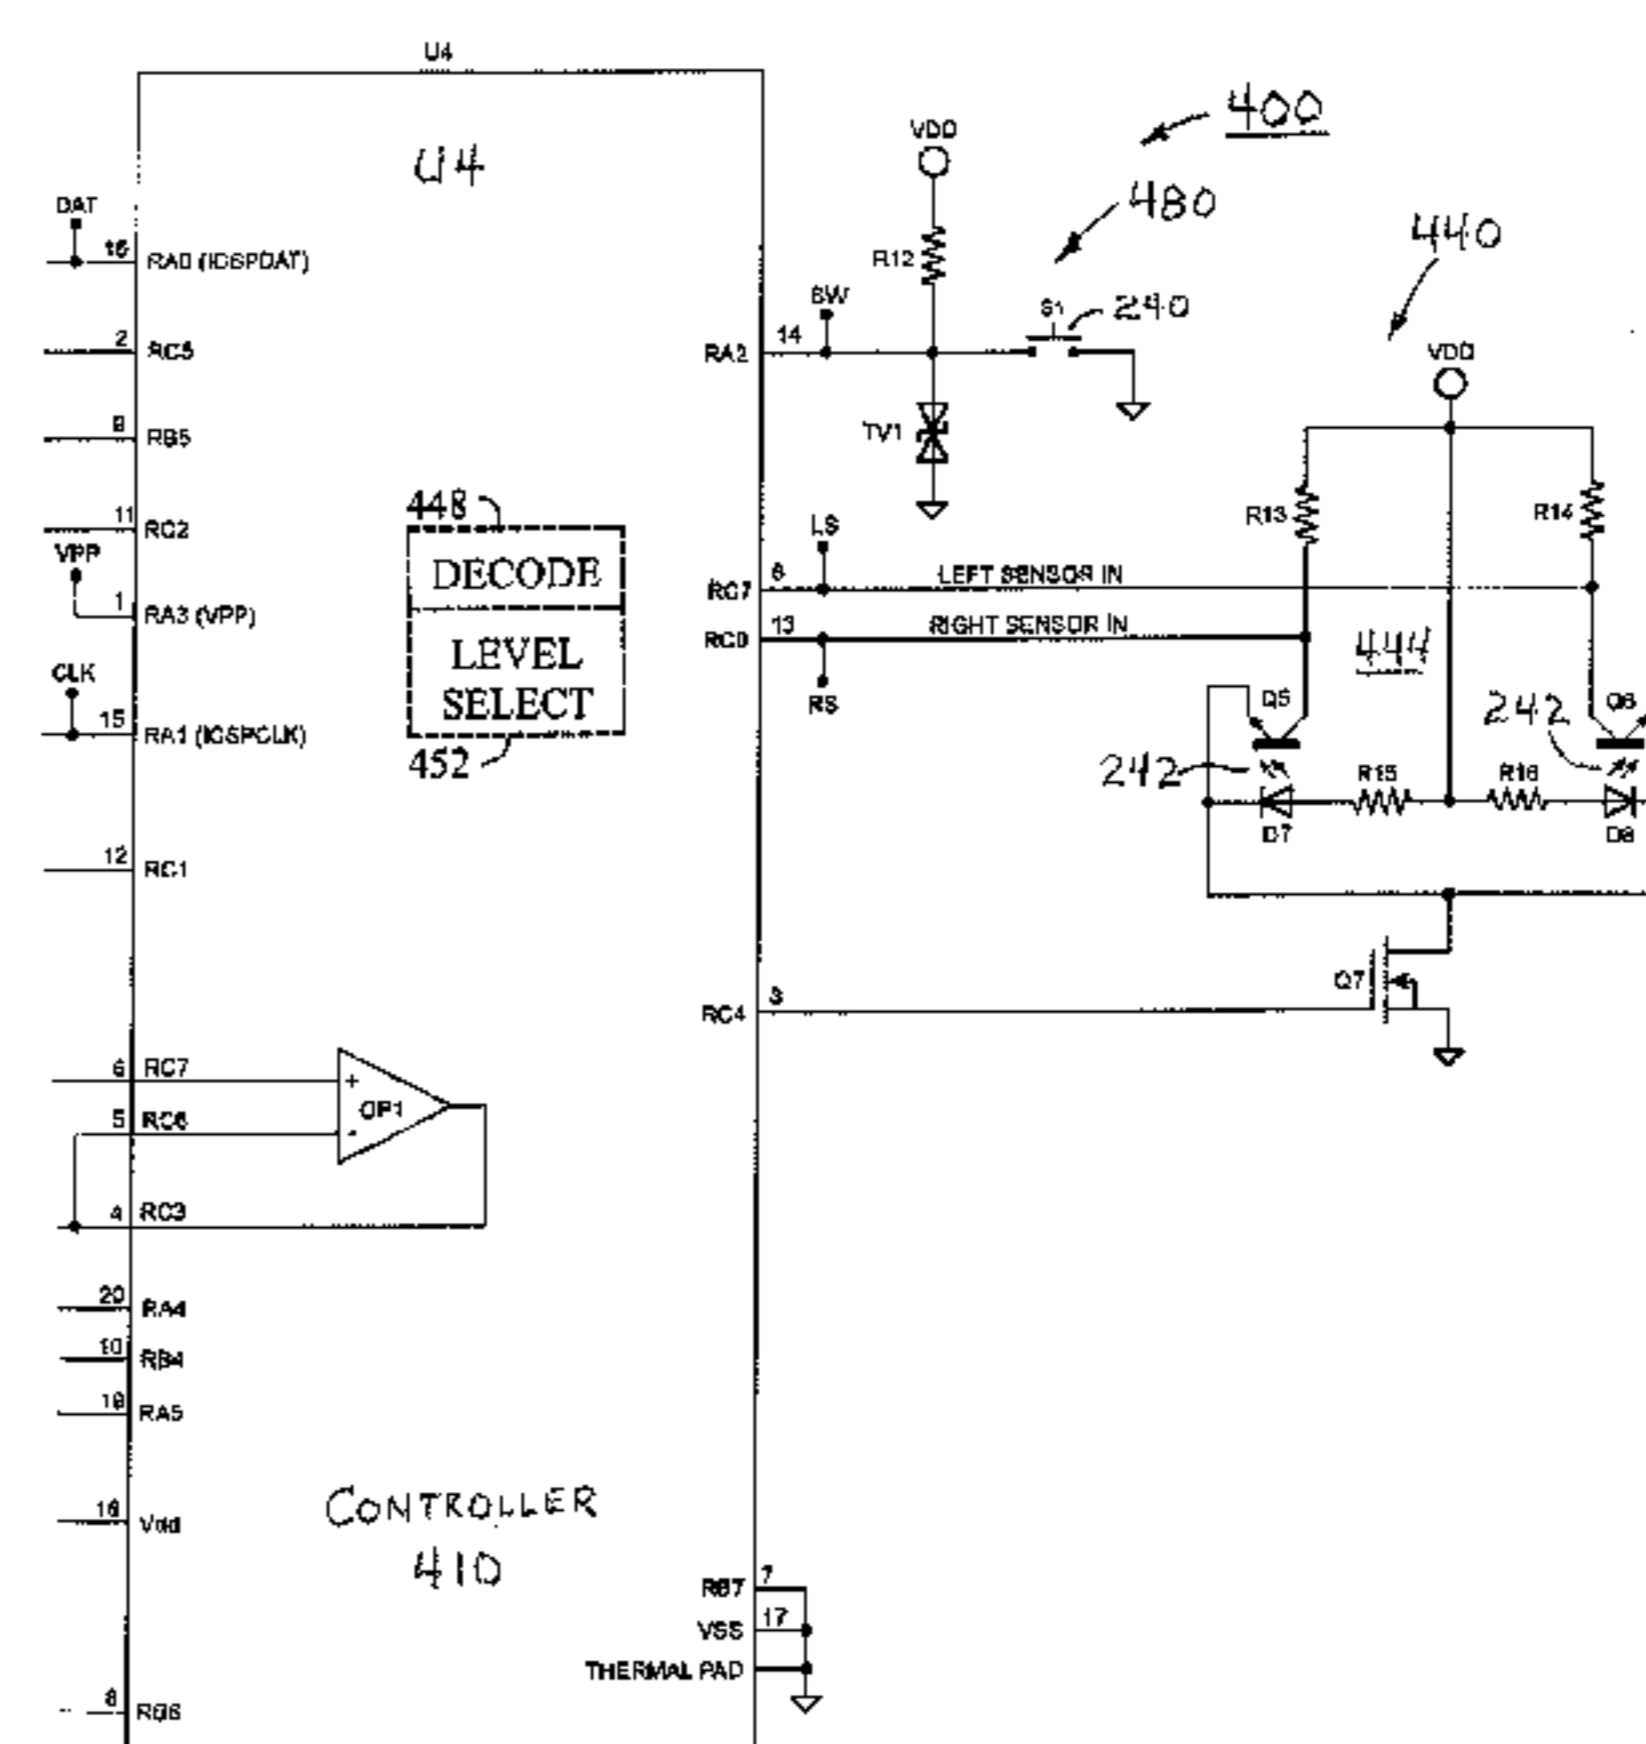 U4
U4
400
VDD
480
440
DAT
16
RA0 (ICSPDAT)
R12
SW
S1
240
2
RC5
RA2
14
VDD
9
RB5
TV1
448
LS
R13
R14
11
RC2
DECODE
VPP
RC7
6
LEFT SENSOR IN
1
RA3 (VPP)
RC0
13
RIGHT SENSOR IN
LEVEL
SELECT
444
CLK
RS
Q5
242
Q6
15
RA1 (ICSPCLK)
452
242
R15
R16
D7
D8
12
RC1
Q7
RC4
3
6
RC7
+
OP1
5
RC6
-
4
RC3
20
RA4
10
RB4
19
RA5
CONTROLLER
410
18
Vdd
RB7
7
VSS
17
THERMAL PAD
8